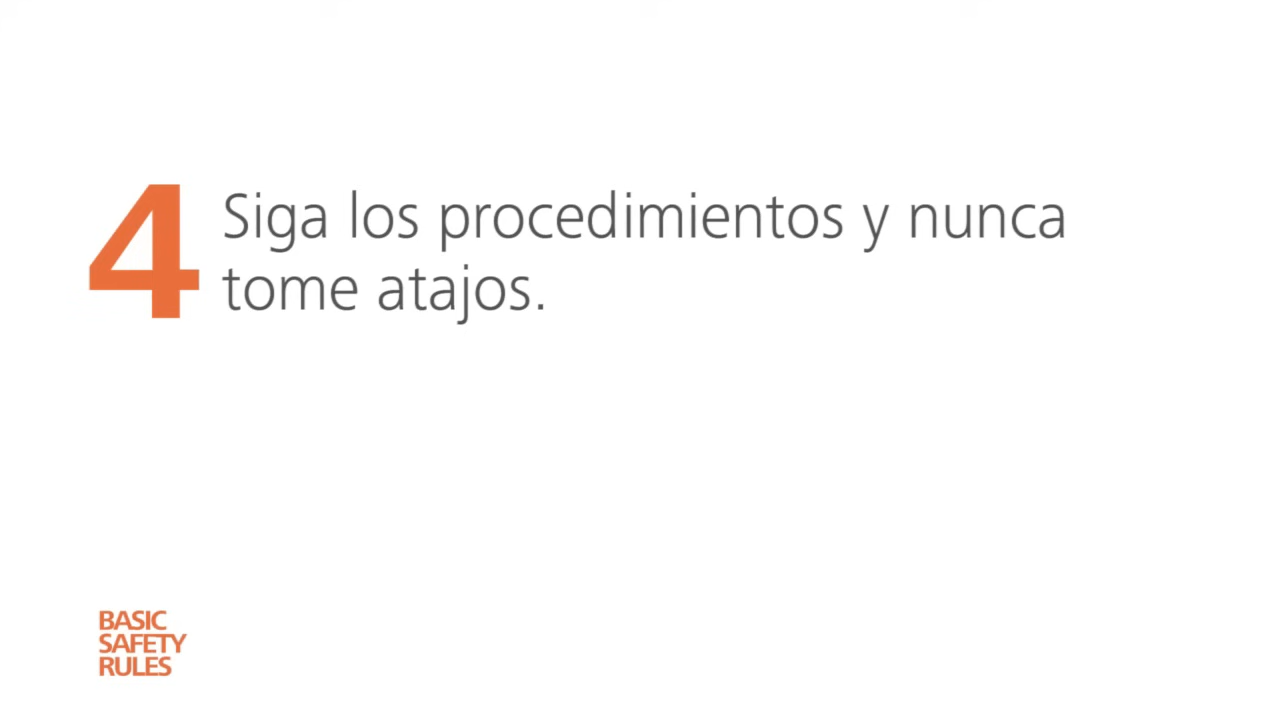 4
Siga los procedimientos y nunca
tome atajos.
BASIC
SAFETY
RULES